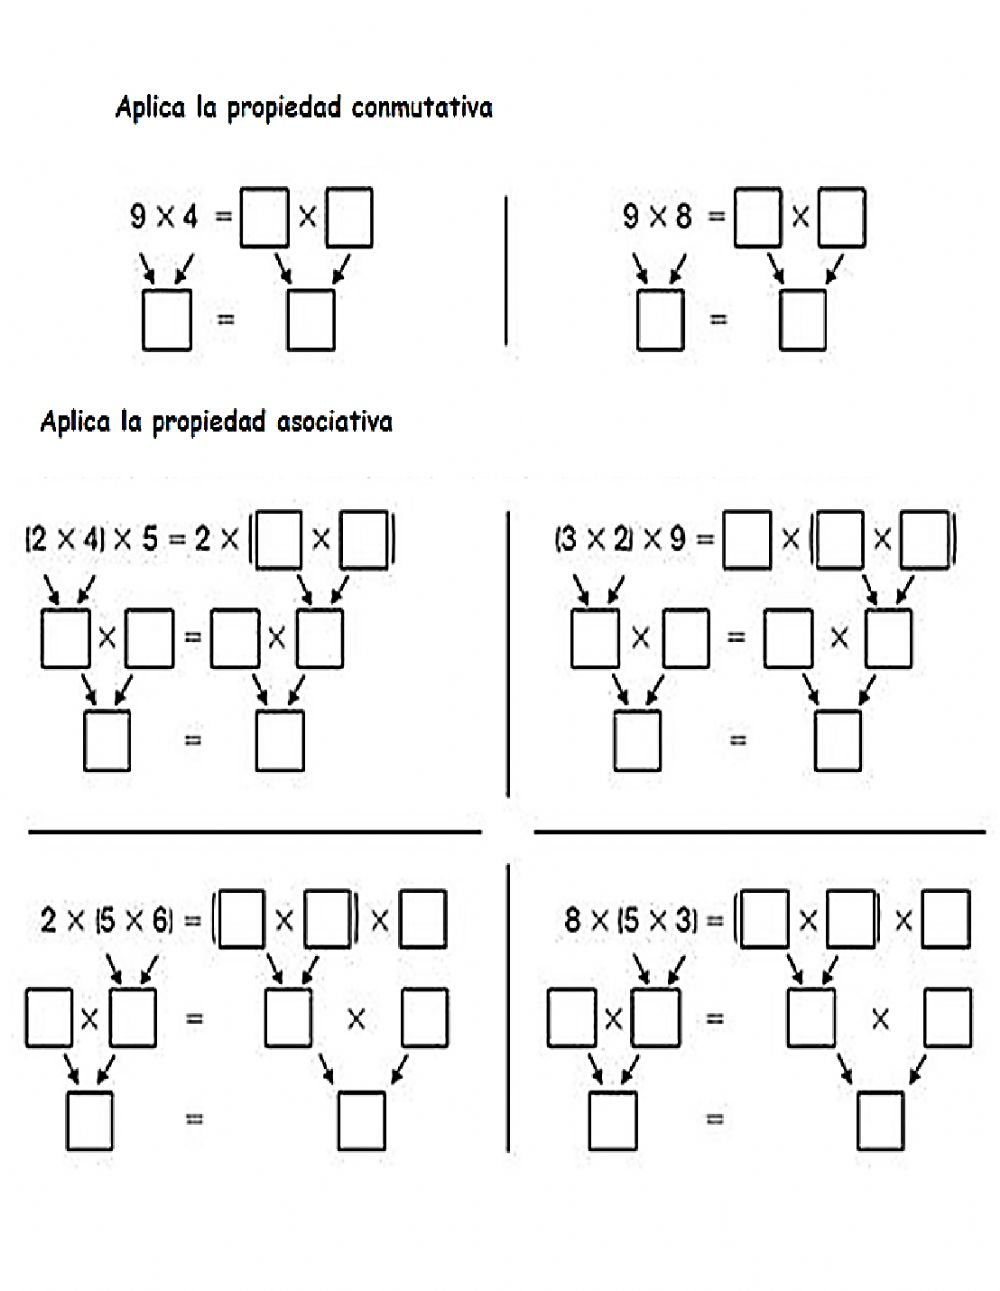 Aplica la propiedad conmutativa
9 × 4 = ×
=
9 × 8 = ×
=
Aplica la propiedad asociativa
(2 × 4) × 5 = 2 × ( × )
× = ×
=
(3 × 2) × 9 = × ( × )
× = ×
=
2 × (5 × 6) = ( × ) ×
× = ×
=
8 × (5 × 3) = ( × ) ×
× = ×
=